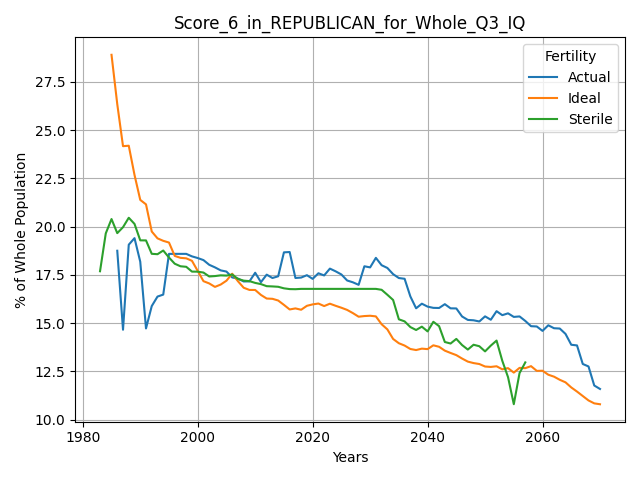 Score_6_in_REPUBLICAN_for_Whole_Q3_IQ
Fertility
Actual
Ideal
Sterile
% of Whole Population
27.5
25.0
22.5
20.0
17.5
15.0
12.5
10.0
1980 2000 2020 2040 2060
Years